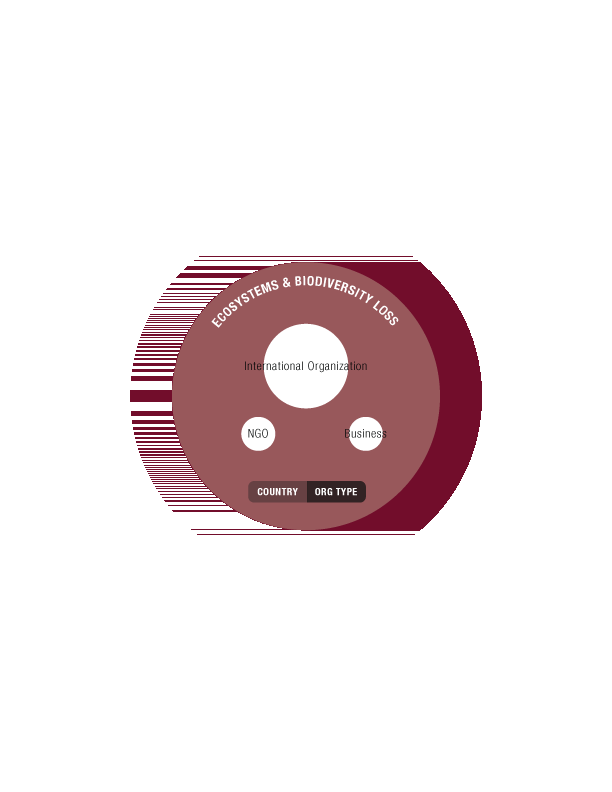 ECOSYSTEMS & BIODIVERSITY LOSS
International Organization
NGO Business
COUNTRY ORG TYPE